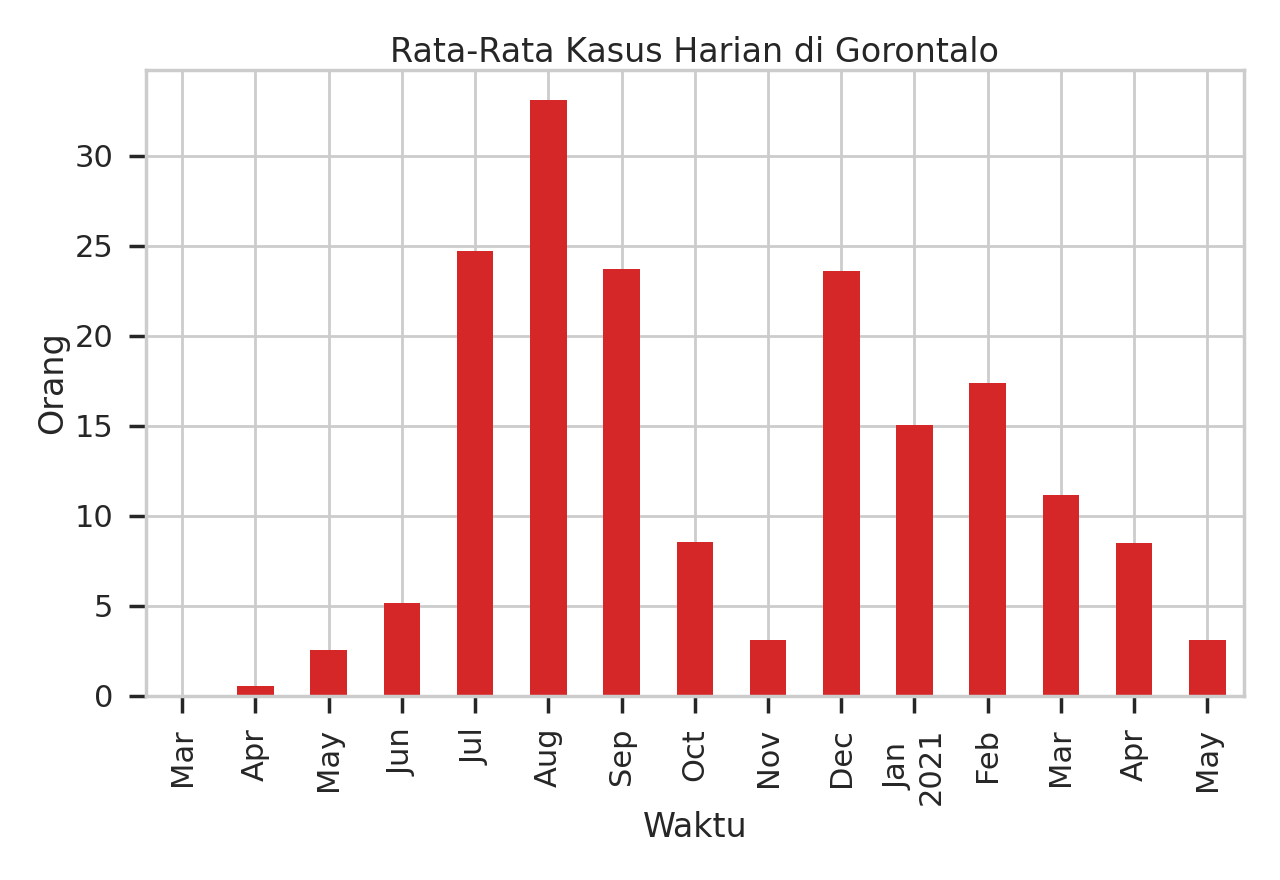 Rata-Rata Kasus Harian di Gorontalo
Orang
30
25
20
15
10
5
0
Mar
Apr
May
Jun
Jul
Aug
Sep
Oct
Nov
Dec
Jan
2021
Feb
Mar
Apr
May
Waktu